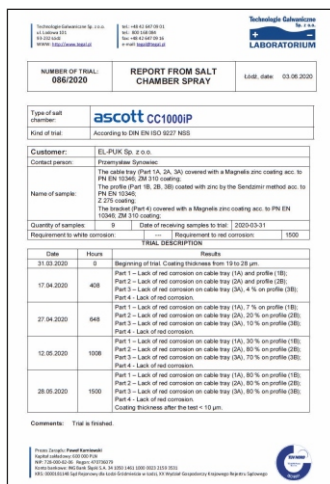 Technologie Galwaniczne Sp. z o.o.
ul. Liściasta 101
tel.: +48 42 687 09 01
Technologie Galwaniczne
Sp. z o.o.
LABORATORIUM
NUMBER OF TRIAL:
086/2020
REPORT FROM SALT
CHAMBER SPRAY
Łódź, date: 03.06.2020
Type of salt
chamber:
ascott CC1000iP
Kind of trial:
According to DIN EN ISO 9227 NSS
Customer:
EL-PUK Sp. z o.o.
Contact person:
Przemysław Synowiec
Name of sample:
The cable tray (Part 1A, 2A, 3A) covered with a Magnelis zinc coating acc. to
PN EN 10346; ZM 310 coating;
The profile (Part 1B, 2B, 3B) coated with zinc by the Sendzimir method acc. to
PN EN 10346;
Z 275 coating;
The bracket (Part 4) covered with a Magnelis zinc coating acc. to PN EN
10346; ZM 310 coating;
Quantity of samples: 9 Date of receiving samples to trial: 2020-03-31
Requirement to white corrosion: --- Requirement to red corrosion: 1500
TRIAL DESCRIPTION
Date Hours Results
31.03.2020 0 Beginning of trial. Coating thickness from 19 to 28 µm.
17.04.2020 408
Part 1 – Lack of red corrosion on cable tray (1A) and profile (1B);
Part 2 – Lack of red corrosion on cable tray (2A) and profile (2B);
Part 3 – Lack of red corrosion on cable tray (3A), 4 % on profile (3B);
Part 4 - Lack of red corrosion.
27.04.2020 648
Part 1 – Lack of red corrosion on cable tray (1A), 7 % on profile (1B);
Part 2 – Lack of red corrosion on cable tray (2A), 20 % on profile (2B);
Part 3 – Lack of red corrosion on cable tray (3A), 10 % on profile (3B);
Part 4 - Lack of red corrosion.
12.05.2020 1008
Part 1 – Lack of red corrosion on cable tray (1A), 30 % on profile (1B);
Part 2 – Lack of red corrosion on cable tray (2A), 80 % on profile (2B);
Part 3 – Lack of red corrosion on cable tray (3A), 70 % on profile (3B);
Part 4 - Lack of red corrosion.
28.05.2020 1500
Part 1 – Lack of red corrosion on cable tray (1A), 80 % on profile (1B);
Part 2 – Lack of red corrosion on cable tray (2A), 80 % on profile (2B);
Part 3 – Lack of red corrosion on cable tray (3A), 80 % on profile (3B);
Part 4 - Lack of red corrosion.
Coating thickness after the test < 10 µm.
Comments: Trial is finished.
Prezes Zarządu: Paweł Kornicki